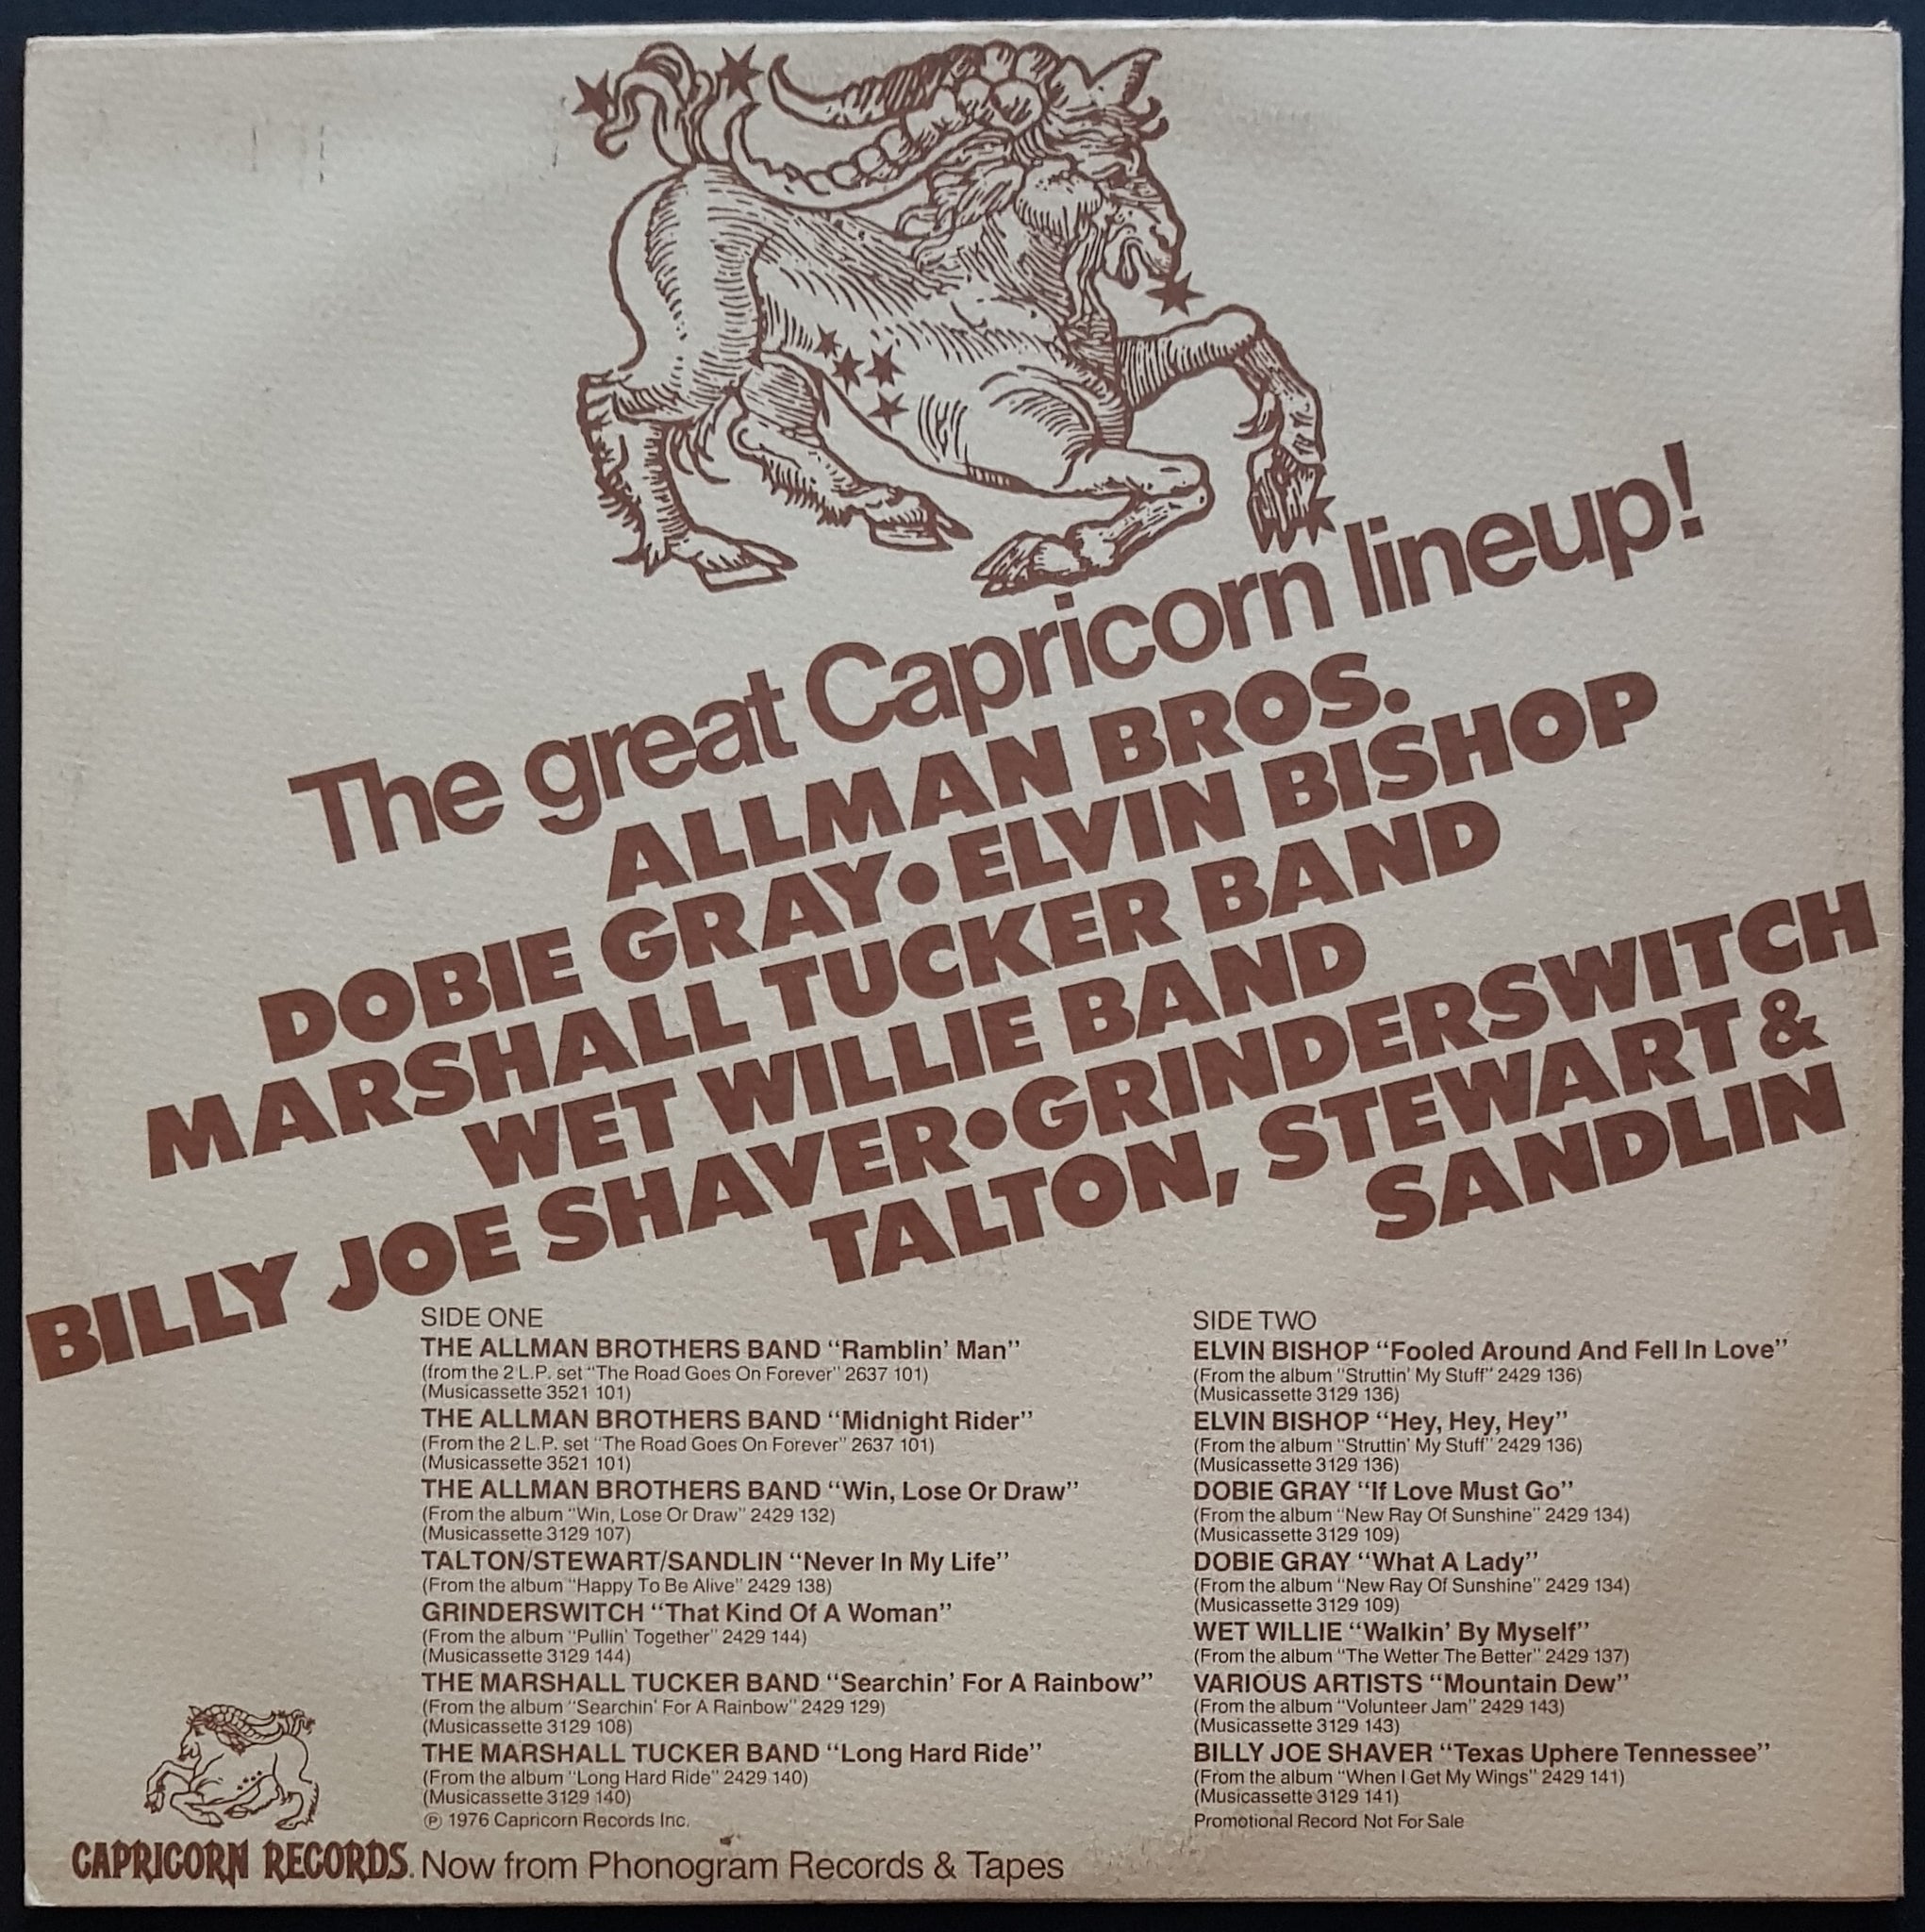 The great Capricorn lineup!
ALLMAN BROS.
DOBIE GRAY•ELVIN BISHOP
MARSHALL TUCKER BAND
WET WILLIE BAND
BILLY JOE SHAVER•GRINDERSWITCH
TALTON, STEWART &
SANDLIN
SIDE ONE
THE ALLMAN BROTHERS BAND “Ramblin’ Man”
(from the 2 L.P. set “The Road Goes On Forever” 2637 101)
(Musicassette 3521 101)
THE ALLMAN BROTHERS BAND “Midnight Rider”
(From the 2 L.P. set “The Road Goes On Forever” 2637 101)
(Musicassette 3521 101)
THE ALLMAN BROTHERS BAND “Win, Lose Or Draw”
(From the album “Win, Lose Or Draw” 2429 132)
(Musicassette 3129 107)
TALTON/STEWART/SANDLIN “Never In My Life”
(From the album “Happy To Be Alive” 2429 138)
GRINDERSWITCH “That Kind Of A Woman”
(From the album “Pullin’ Together” 2429 144)
(Musicassette 3129 144)
THE MARSHALL TUCKER BAND “Searchin’ For A Rainbow”
(From the album “Searchin’ For A Rainbow” 2429 129)
(Musicassette 3129 108)
THE MARSHALL TUCKER BAND “Long Hard Ride”
(From the album “Long Hard Ride” 2429 140)
(Musicassette 3129 140)
℗ 1976 Capricorn Records Inc.
SIDE TWO
ELVIN BISHOP “Fooled Around And Fell In Love”
(From the album “Struttin’ My Stuff” 2429 136)
(Musicassette 3129 136)
ELVIN BISHOP “Hey, Hey, Hey”
(From the album “Struttin’ My Stuff” 2429 136)
(Musicassette 3129 136)
DOBIE GRAY “If Love Must Go”
(From the album “New Ray Of Sunshine” 2429 134)
(Musicassette 3129 109)
DOBIE GRAY “What A Lady”
(From the album “New Ray Of Sunshine” 2429 134)
(Musicassette 3129 109)
WET WILLIE “Walkin’ By Myself”
(From the album “The Wetter The Better” 2429 137)
VARIOUS ARTISTS “Mountain Dew”
(From the album “Volunteer Jam” 2429 143)
(Musicassette 3129 143)
BILLY JOE SHAVER “Texas Uphere Tennessee”
(From the album “When I Get My Wings” 2429 141)
(Musicassette 3129 141)
Promotional Record Not For Sale
CAPRICORN RECORDS. Now from Phonogram Records & Tapes